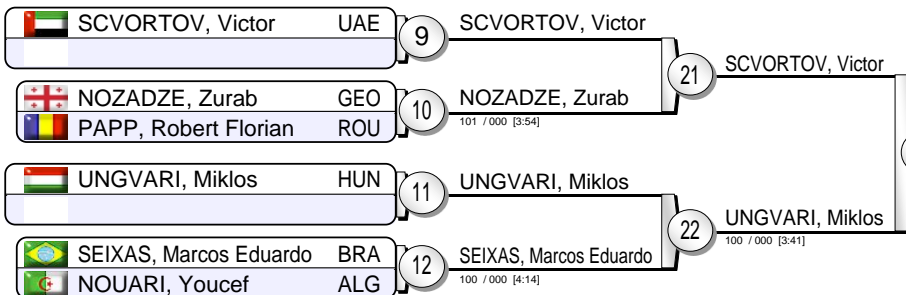 SCVORTOV, Victor UAE
9
SCVORTOV, Victor
21
SCVORTOV, Victor
NOZADZE, Zurab GEO
PAPP, Robert Florian ROU
10
NOZADZE, Zurab
101 / 000 [3:54]
UNGVARI, Miklos HUN
11
UNGVARI, Miklos
22
UNGVARI, Miklos
100 / 000 [3:41]
SEIXAS, Marcos Eduardo BRA
NOUARI, Youcef ALG
12
SEIXAS, Marcos Eduardo
100 / 000 [4:14]